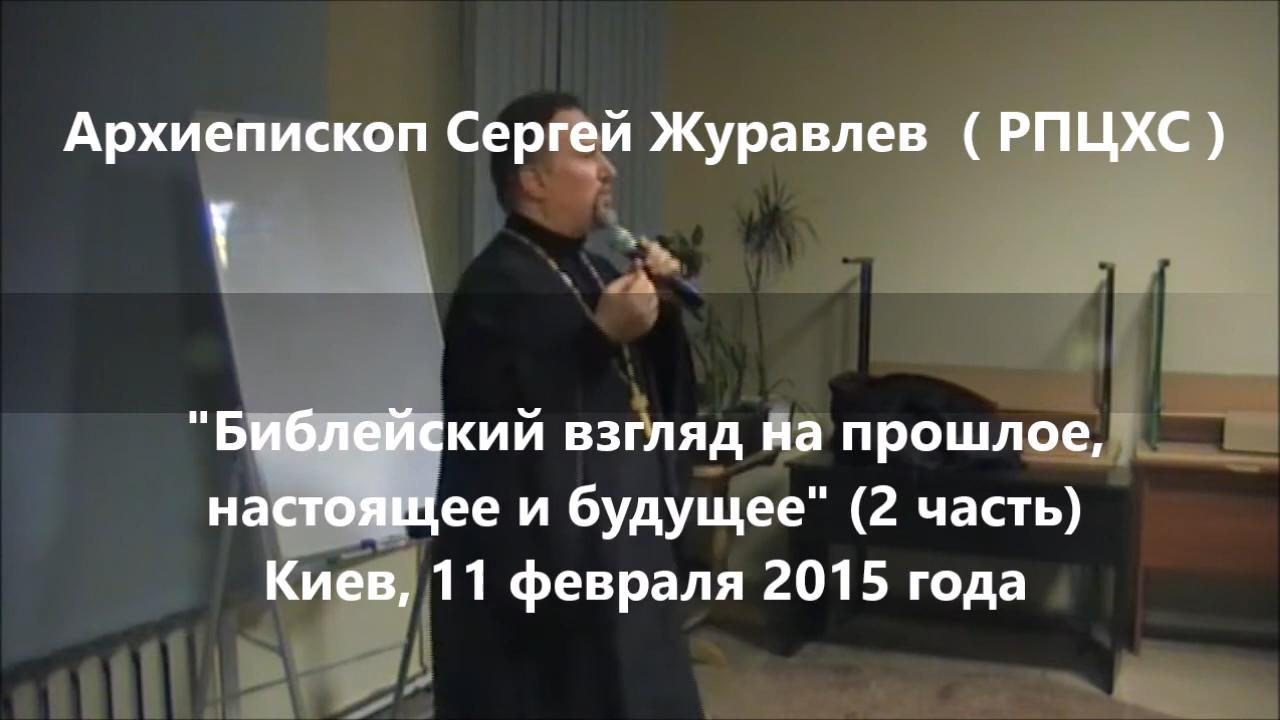 Архиепископ Сергей Журавлев ( РПЦХС )
"Библейский взгляд на прошлое,
настоящее и будущее" (2 часть)
Киев, 11 февраля 2015 года